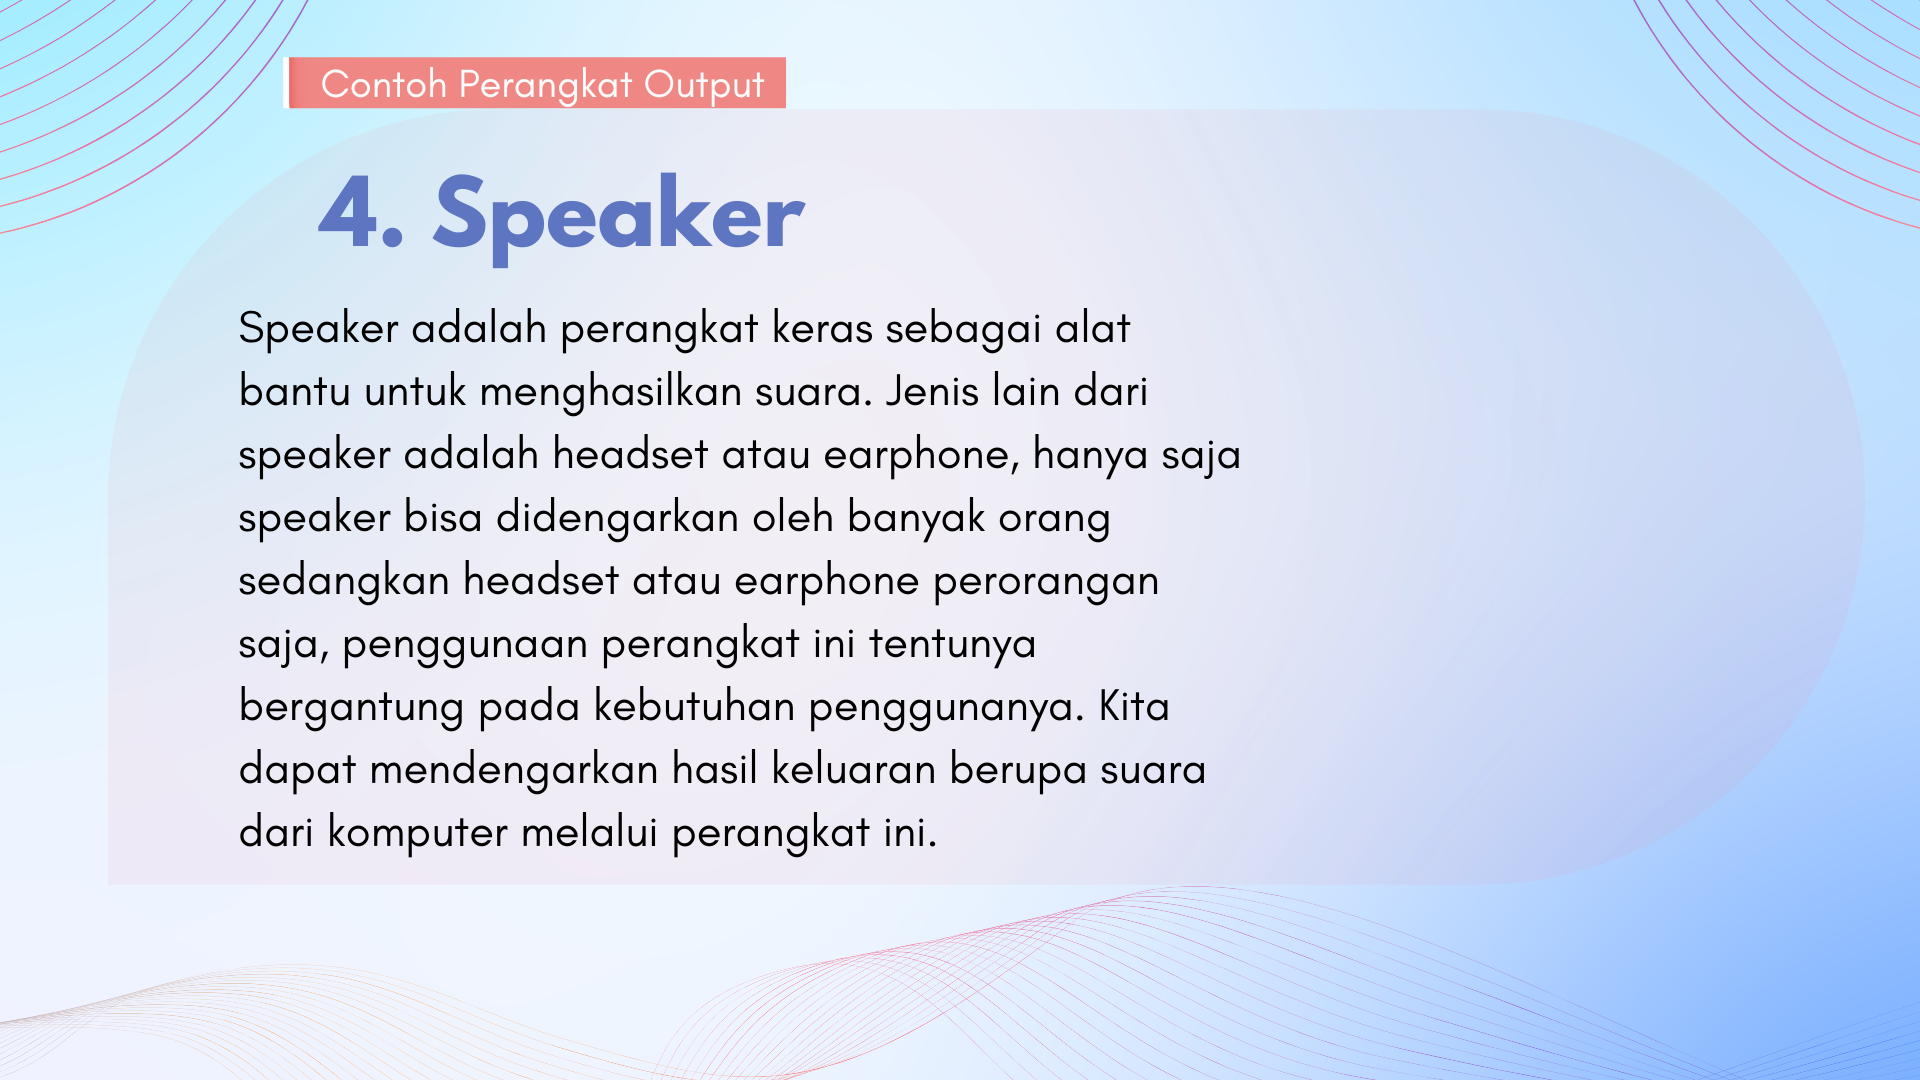 Contoh Perangkat Output
4. Speaker
Speaker adalah perangkat keras sebagai alat
bantu untuk menghasilkan suara. Jenis lain dari
speaker adalah headset atau earphone, hanya saja
speaker bisa didengarkan oleh banyak orang
sedangkan headset atau earphone perorangan
saja, penggunaan perangkat ini tentunya
bergantung pada kebutuhan penggunanya. Kita
dapat mendengarkan hasil keluaran berupa suara
dari komputer melalui perangkat ini.